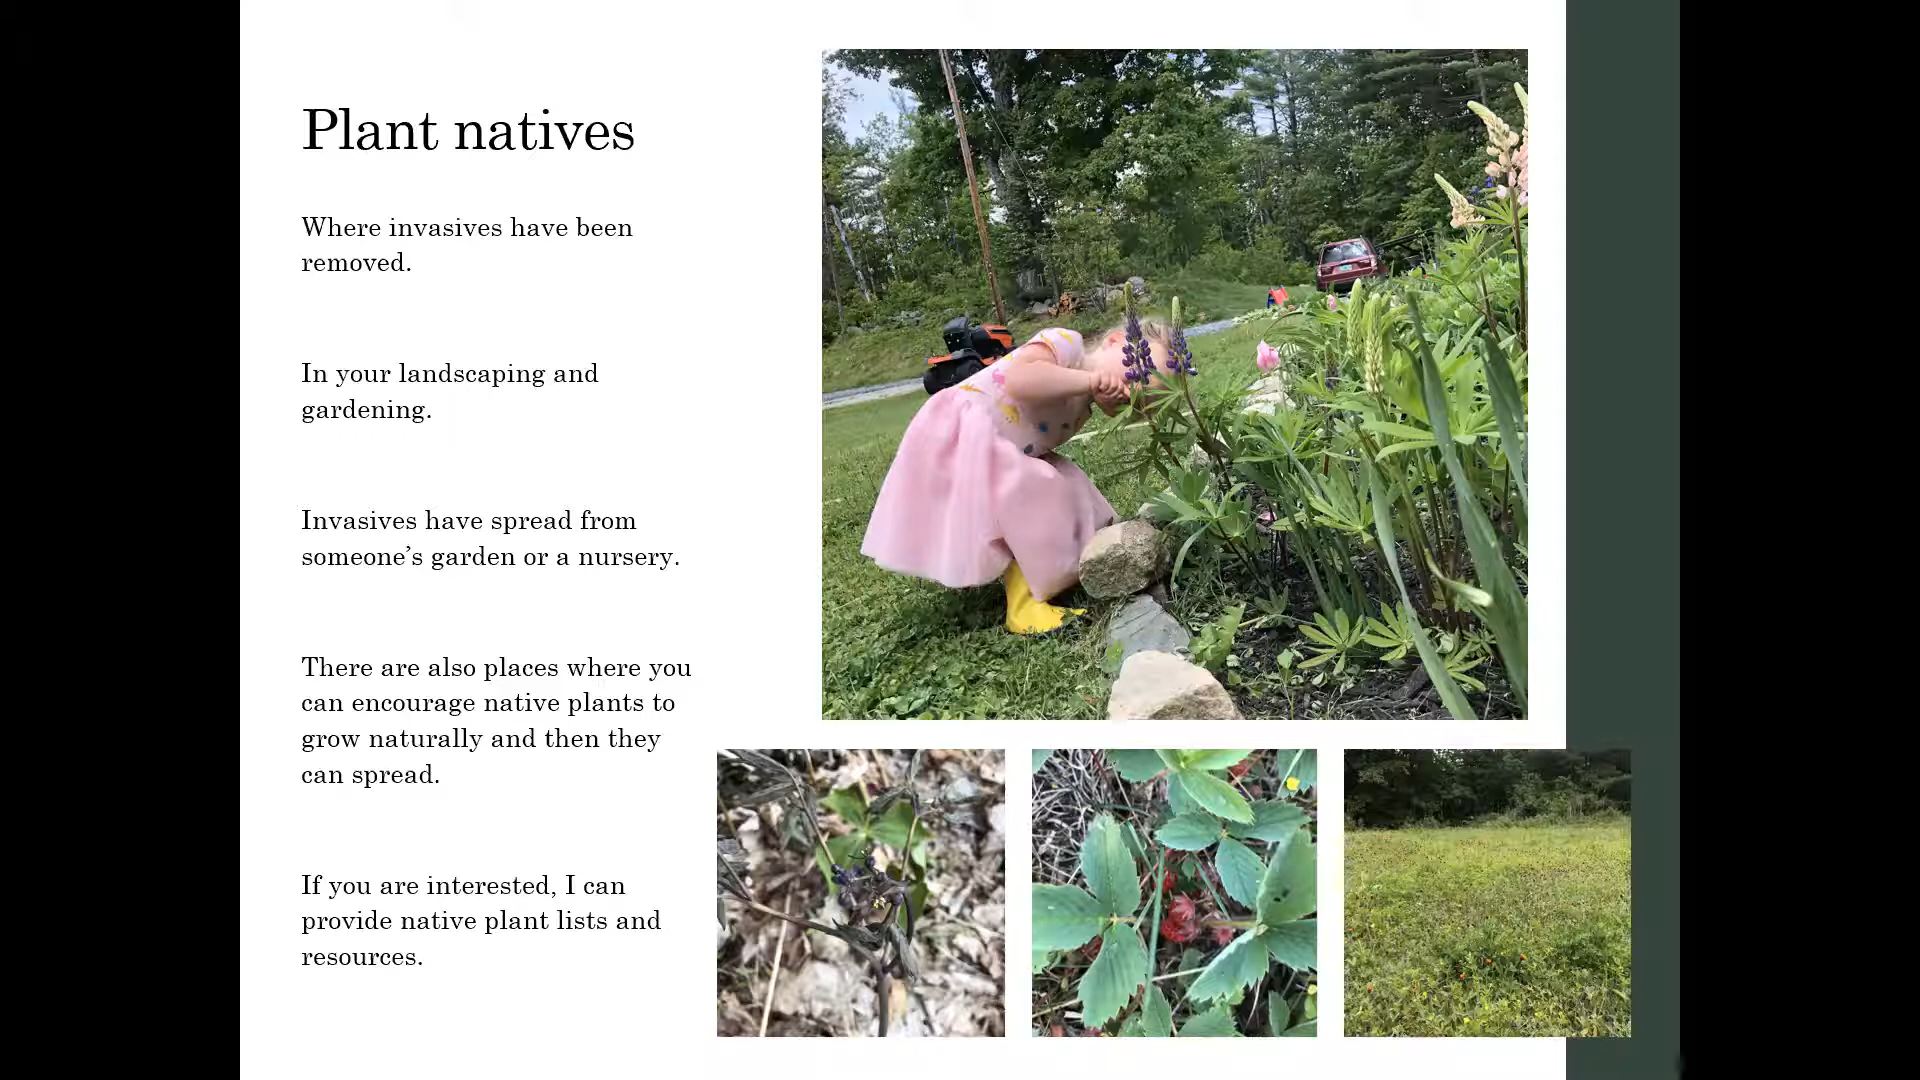 Plant natives
Where invasives have been
removed.
In your landscaping and
gardening.
Invasives have spread from
someone’s garden or a nursery.
There are also places where you
can encourage native plants to
grow naturally and then they
can spread.
If you are interested, I can
provide native plant lists and
resources.